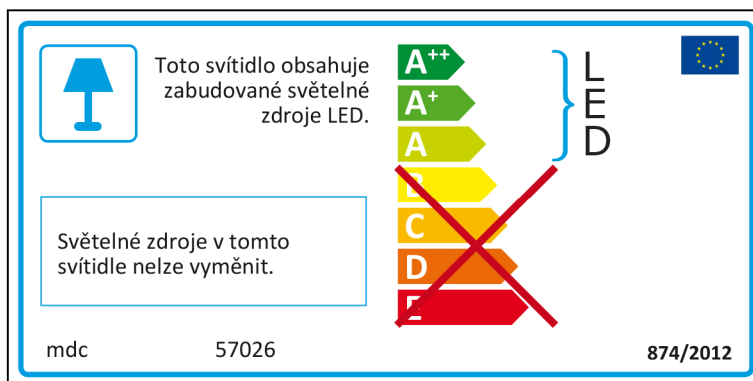 Toto svítidlo obsahuje
zabudované světelné
zdroje LED.
A++
A+
A
B
C
D
E
L
E
D
Světelné zdroje v tomto
svítidle nelze vyměnit.
mdc 57026
874/2012